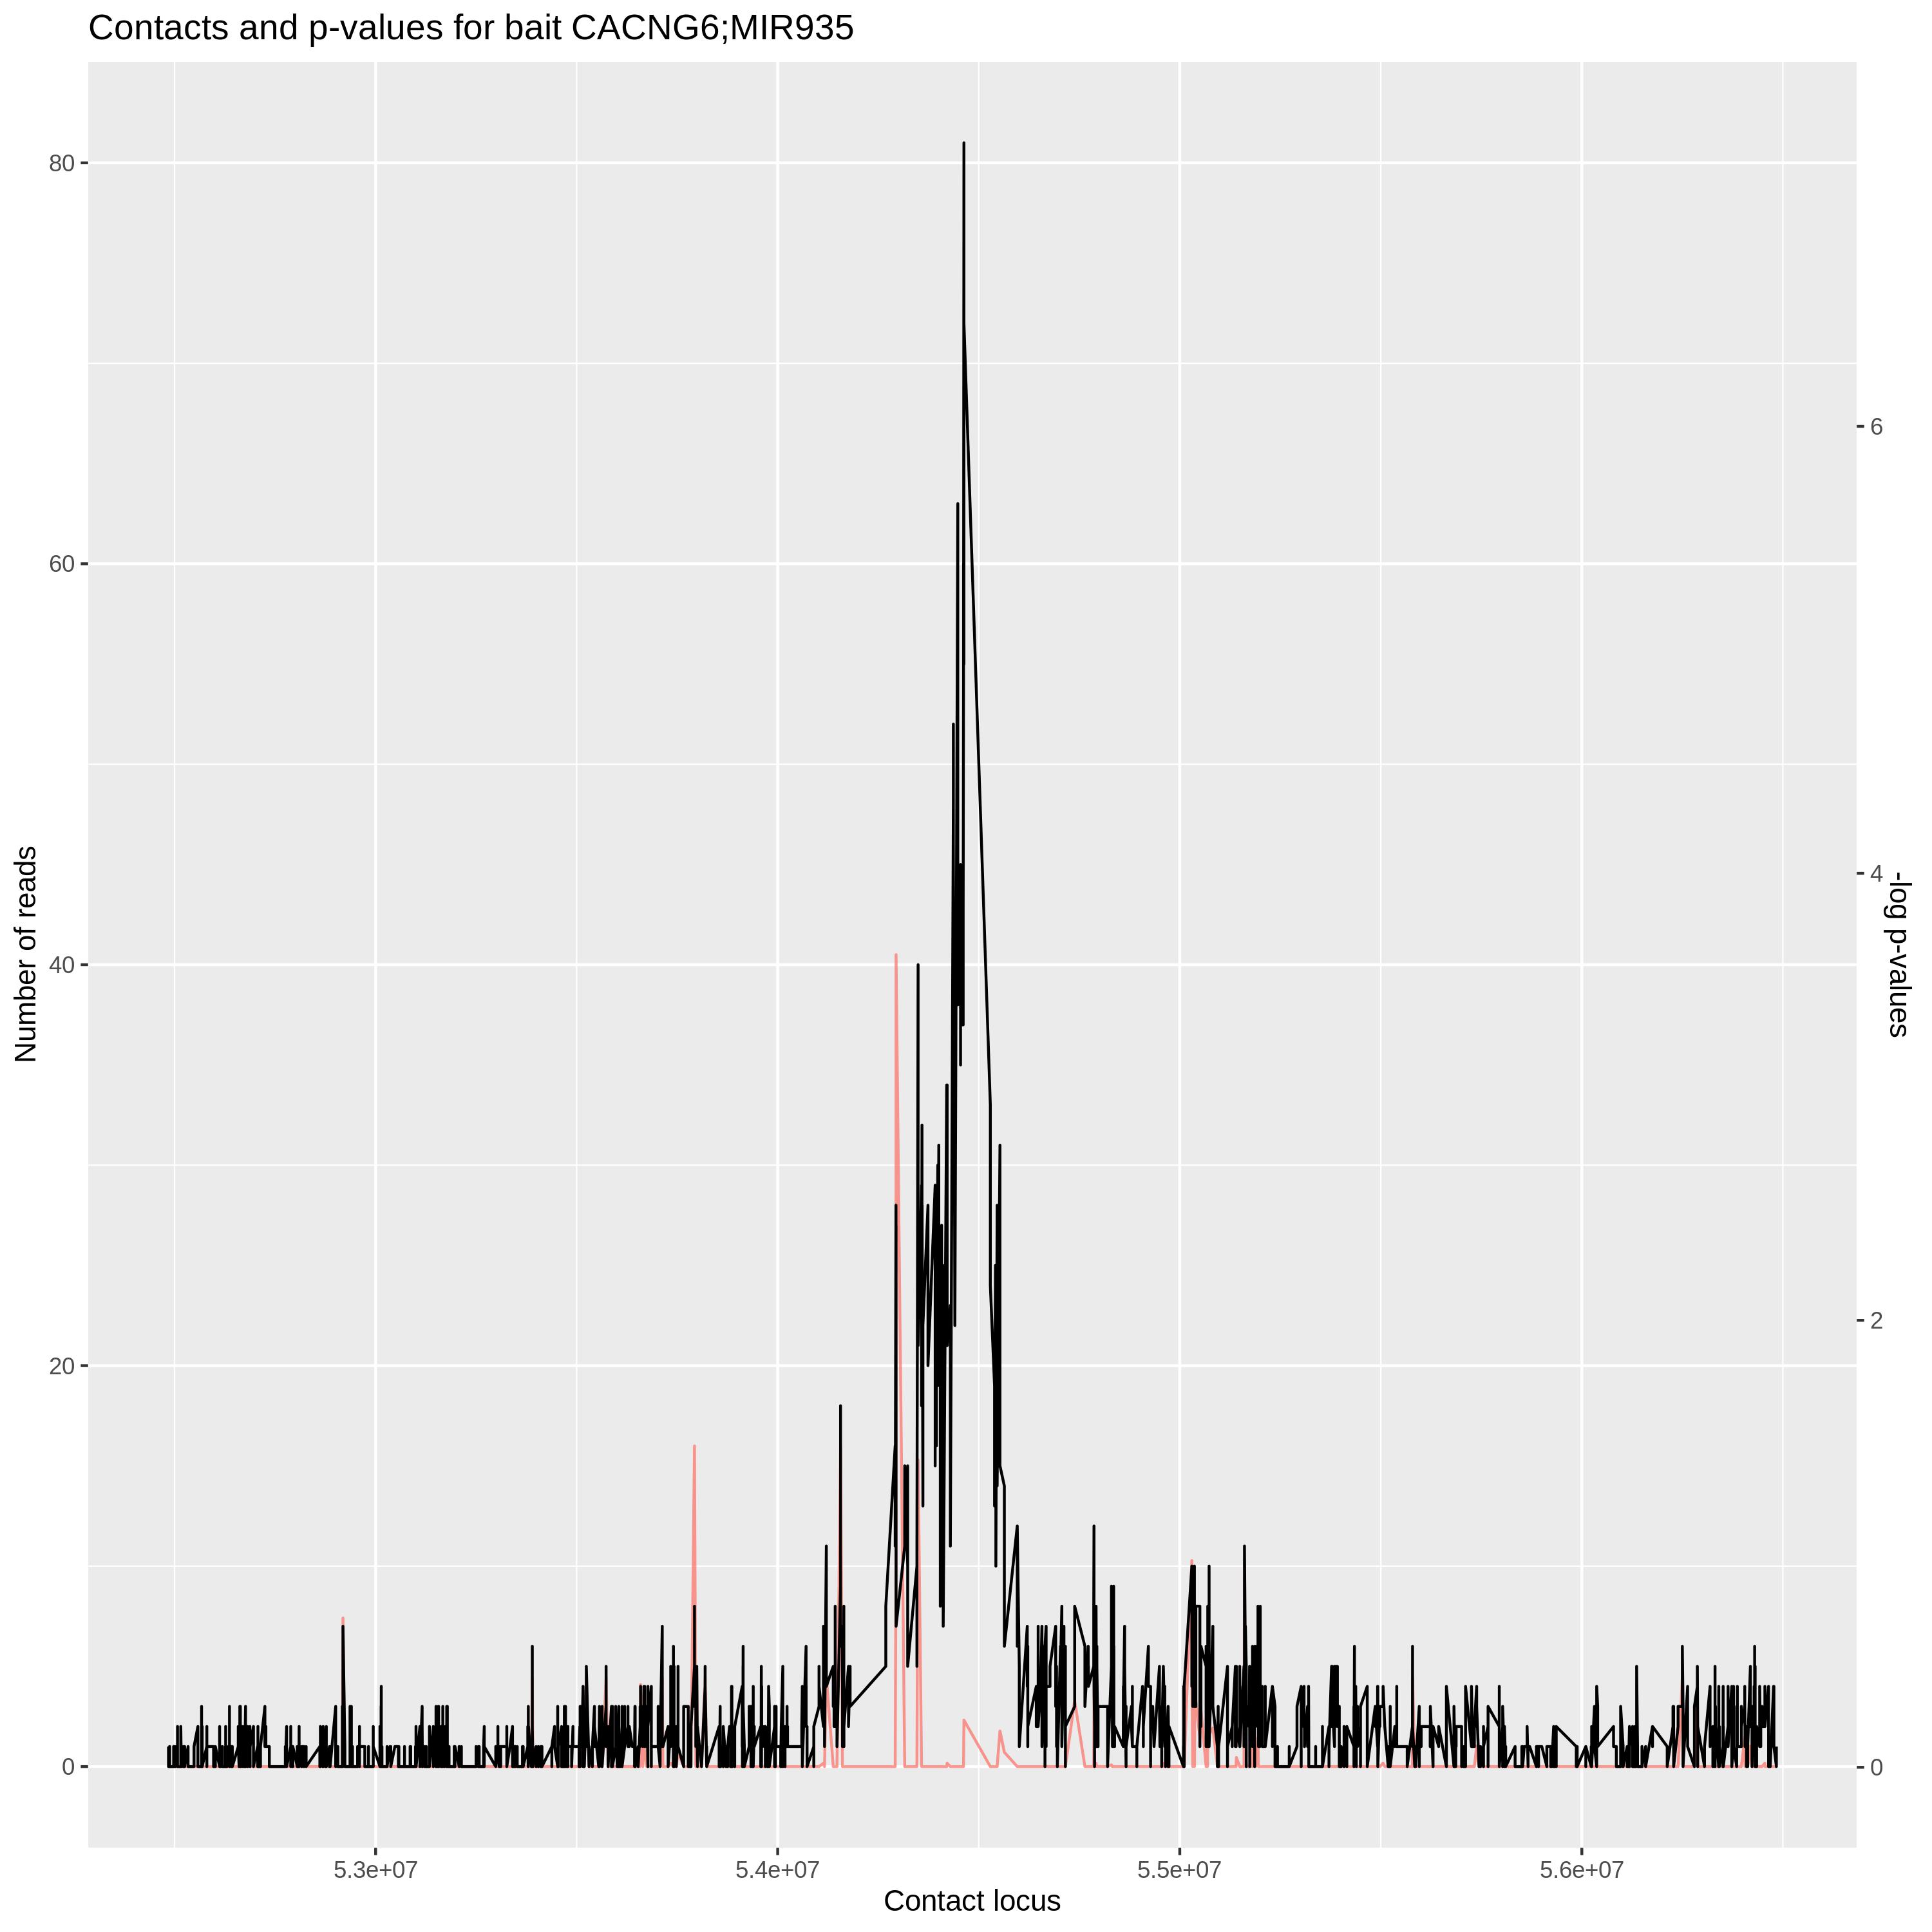 Contacts and p-values for bait CACNG6;MIR935
80
60
40
20
0
Number of reads
6
4
2
0
-log p-values
5.3e+07
5.4e+07
5.5e+07
5.6e+07
Contact locus